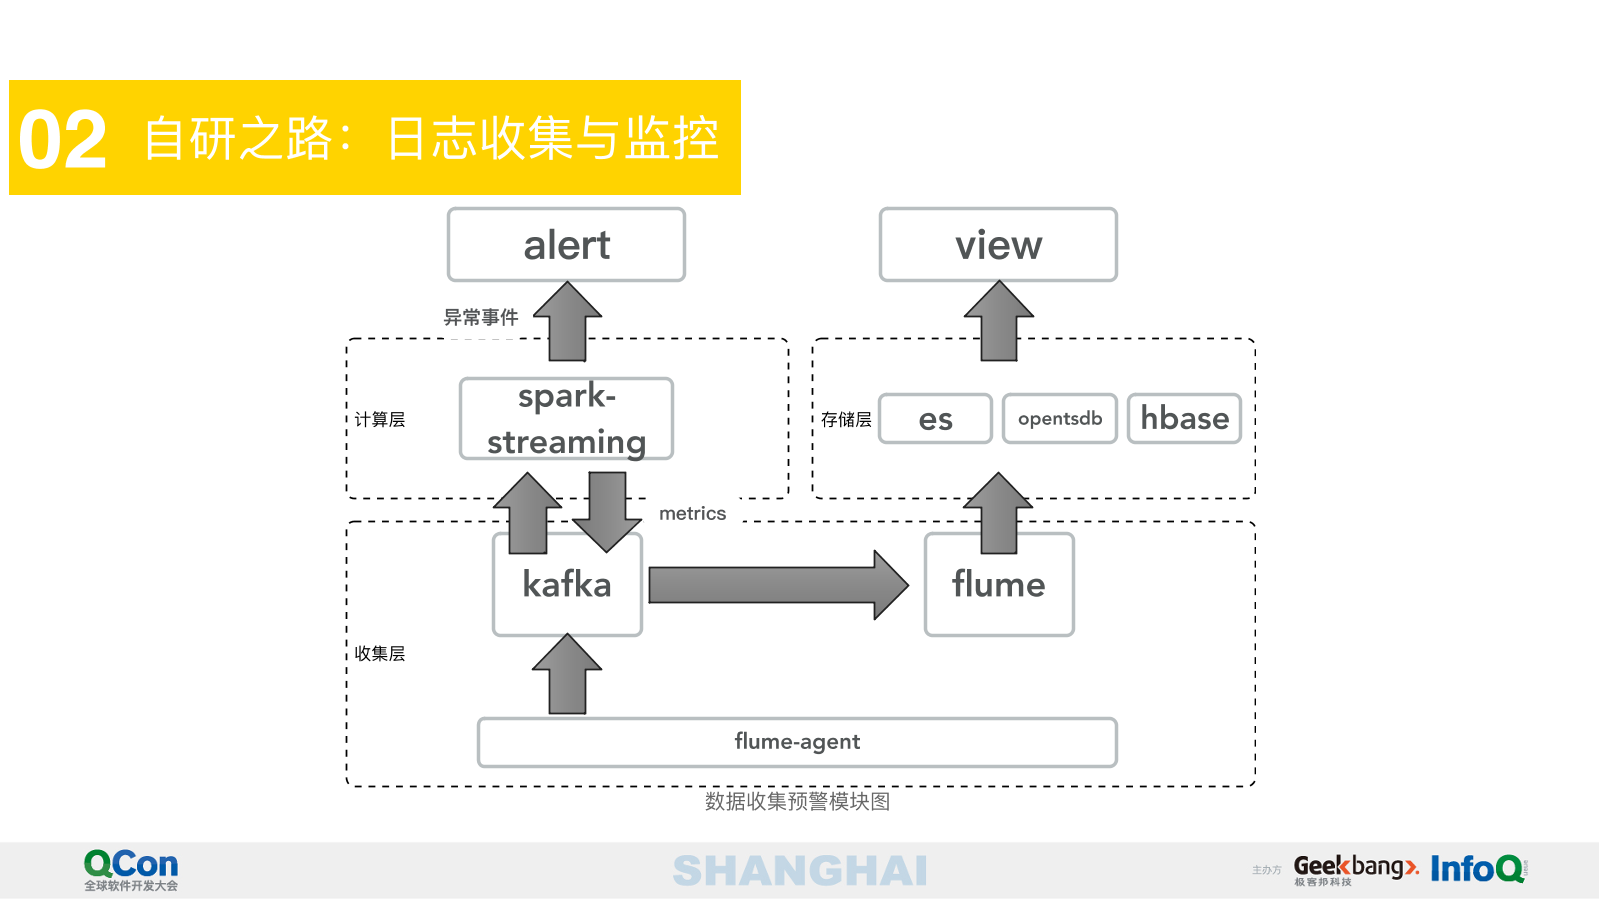 02 自研之路：日志收集与监控
alert
view
异常事件
计算层
spark-
streaming
存储层
es
opentsdb
hbase
metrics
kafka
flume
收集层
flume-agent
数据收集预警模块图
QCon
全球软件开发大会
SHANGHAI
主办方
Geekbang
极客邦科技
InfoQ